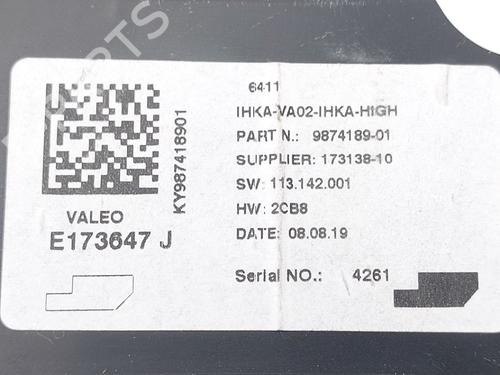 6411
IHKA-VA02-IHKA-HIGH
PART N.: 9874189-01
SUPPLIER: 173138-10
SW: 113.142.001
HW: 2CB8
DATE: 08.08.19
Serial NO.: 4261
KY987418901
VALEO
E173647 J
PARTS